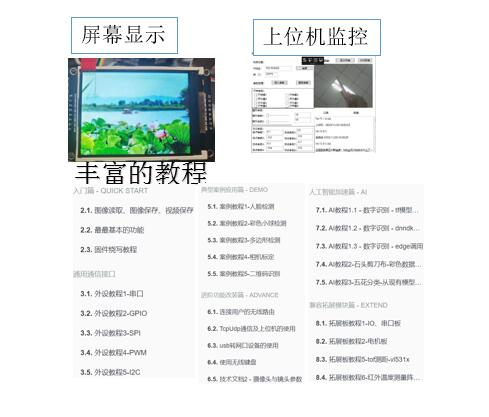 屏幕显示
上位机监控
丰富的教程
入门篇 - QUICK START
2.1. 图像读取、图像保存、视频保存
2.2. 最最基本的功能
2.3. 固件烧写教程
通用通信接口
3.1. 外设教程1-串口
3.2. 外设教程2-GPIO
3.3. 外设教程3-SPI
3.4. 外设教程4-PWM
3.5. 外设教程5-I2C
典型案例应用篇 - DEMO
5.1. 案例教程1-人脸检测
5.2. 案例教程2-彩色小球检测
5.3. 案例教程3-多边形检测
5.4. 案例教程4-相机标定
5.5. 案例教程5-二维码识别
进阶功能改装篇 - ADVANCE
6.1. 连接用户的无线路由
6.2. TcpUdp通信及上位机的使用
6.3. usb转网口设备的使用
6.4. 使用无线键盘
6.5. 技术文档2 - 摄像头与镜头参数
人工智能加速篇 - AI
7.1. AI教程1.1 - 数字识别 - tf模型...
7.2. AI教程1.2 - 数字识别 - dnndk...
7.3. AI教程1.3 - 数字识别 - edge调用
7.4. AI教程2-石头剪刀布-彩色数据...
7.5. AI教程3-五花分类-从现有模型...
兼容拓展模块篇 - EXTEND
8.1. 拓展板教程1-IO、串口板
8.2. 拓展板教程2-电机板
8.3. 拓展板教程5-tof测距-vl531x
8.4. 拓展板教程6-红外温度测量阵...